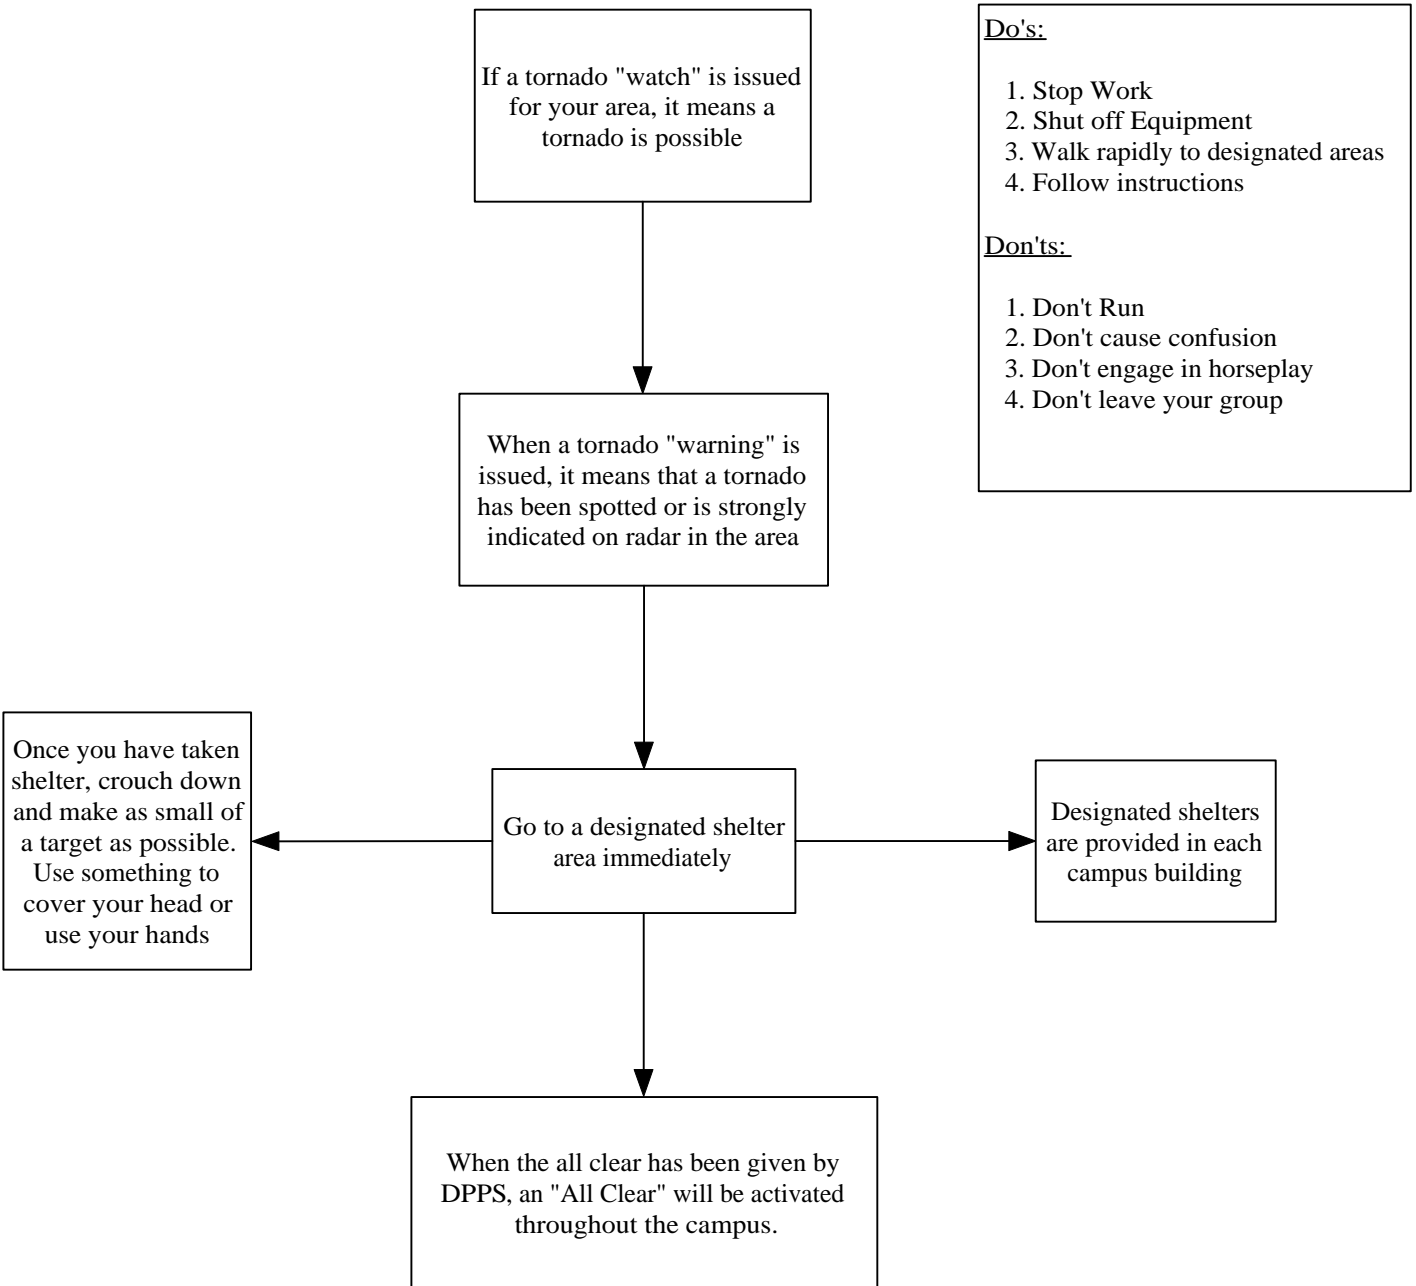 If a tornado "watch" is issued
for your area, it means a
tornado is possible
Do's:
1. Stop Work
2. Shut off Equipment
3. Walk rapidly to designated areas
4. Follow instructions
Don'ts:
1. Don't Run
2. Don't cause confusion
3. Don't engage in horseplay
4. Don't leave your group
When a tornado "warning" is
issued, it means that a tornado
has been spotted or is strongly
indicated on radar in the area
Once you have taken
shelter, crouch down
and make as small of
a target as possible.
Use something to
cover your head or
use your hands
Go to a designated shelter
area immediately
Designated shelters
are provided in each
campus building
When the all clear has been given by
DPPS, an "All Clear" will be activated
throughout the campus.